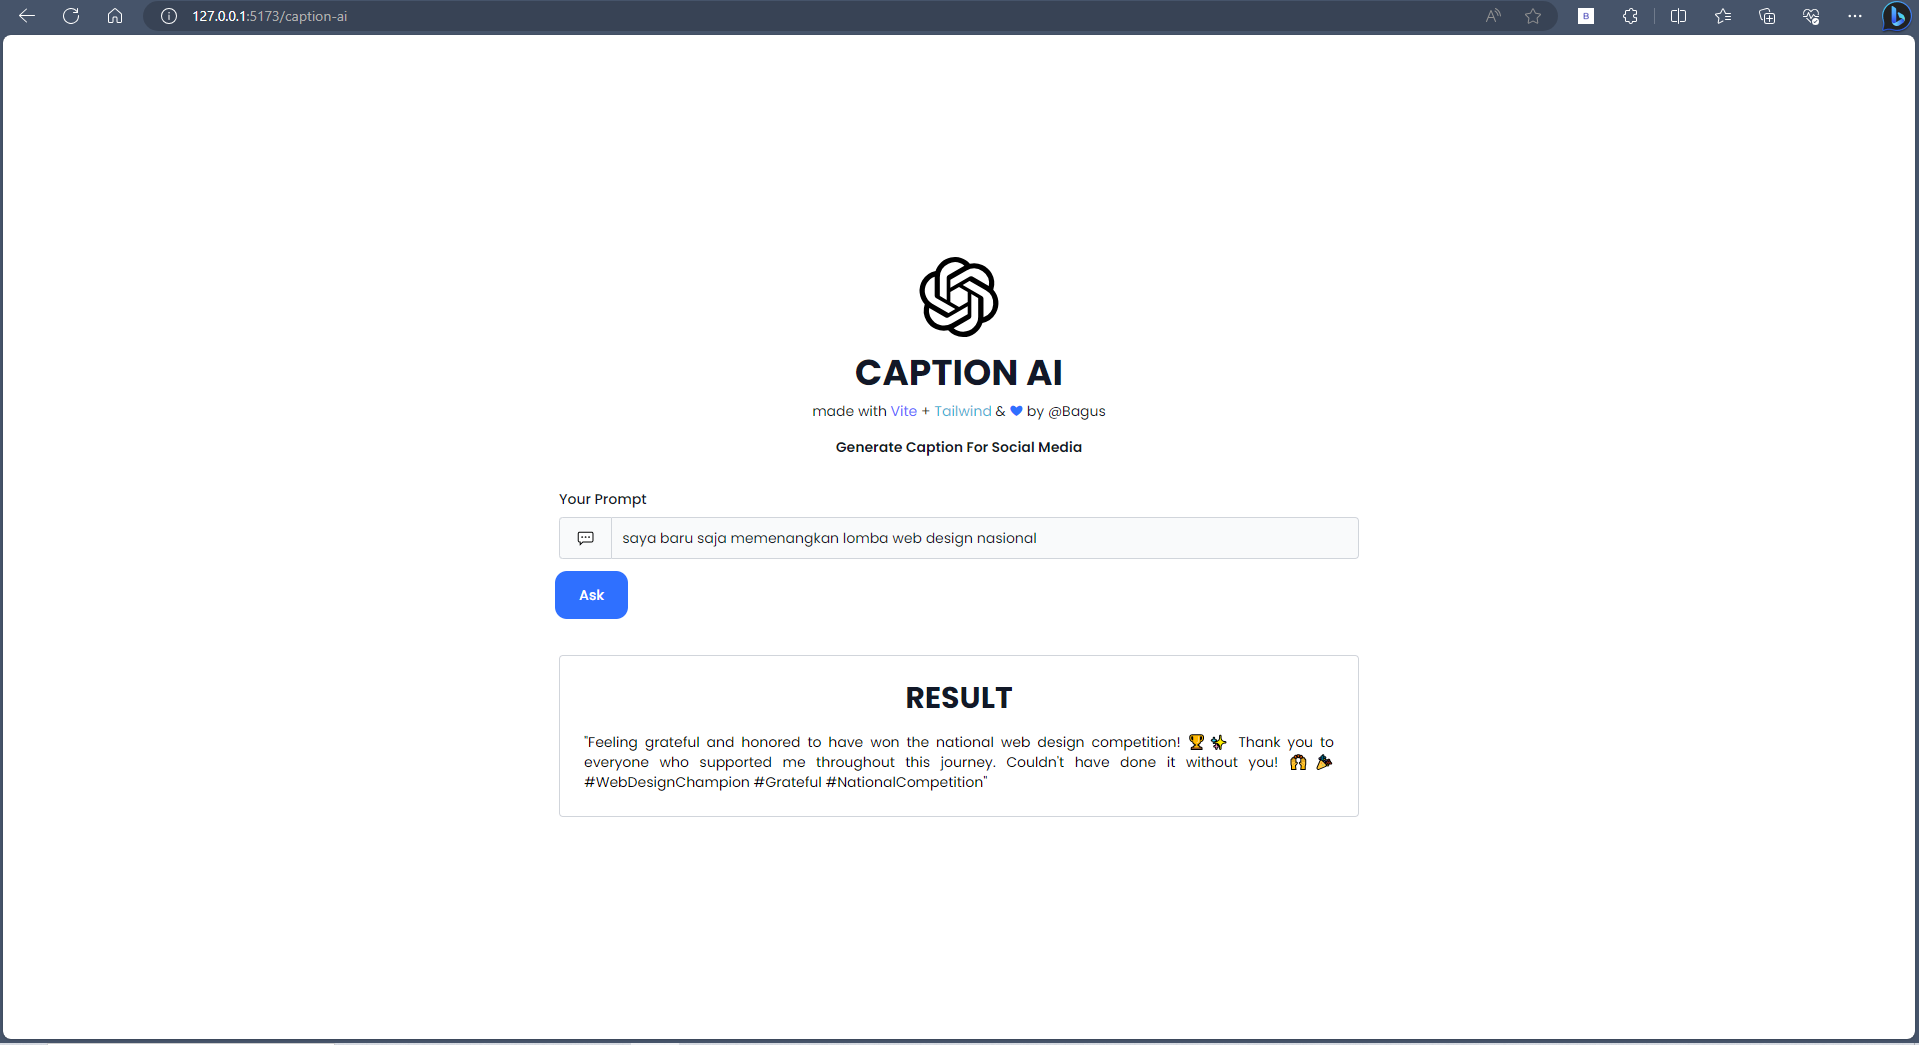 127.0.0.1:5173/caption-ai
CAPTION AI
made with Vite + Tailwind & 💙 by @Bagus
Generate Caption For Social Media
Your Prompt
saya baru saja memenangkan lomba web design nasional
Ask
RESULT
"Feeling grateful and honored to have won the national web design competition! 🏆✨ Thank you to
everyone who supported me throughout this journey. Couldn't have done it without you! 🙌🎉
#WebDesignChampion #Grateful #NationalCompetition"